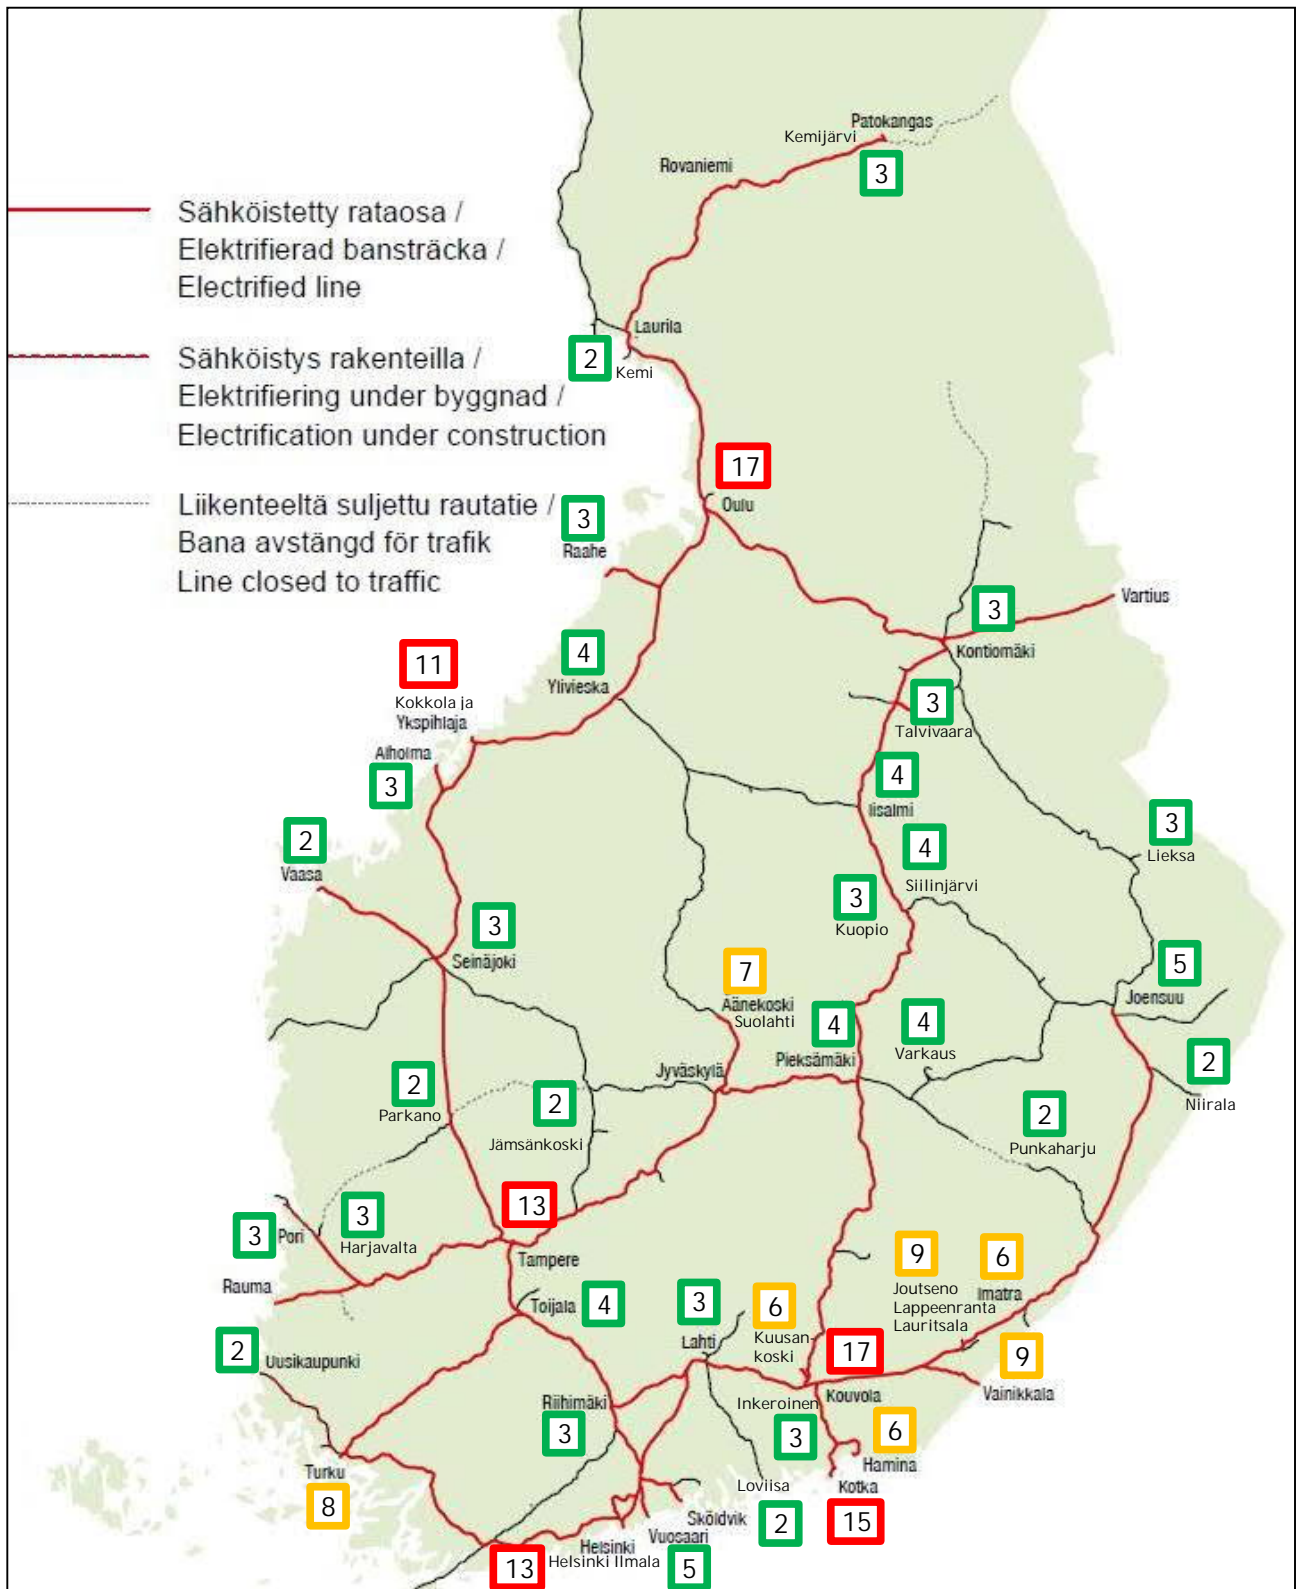 Patokangas
Kemijärvi
3
Rovaniemi
Sähköistetty rataosa /
Elektrifierad bansträcka /
Electrified line
Laurila
2
Kemi
Sähköistys rakenteilla /
Elektrifiering under byggnad /
Electrification under construction
17
Oulu
Liikenteeltä suljettu rautatie /
Bana avstängd för trafik
Line closed to traffic
3
Raahe
Vartius
3
Kontiomäki
4
Ylivieska
11
Kokkola ja
Ykspihlaja
3
Talvivaara
Alholma
3
4
Iisalmi
3
Lieksa
2
Vaasa
4
Siilinjärvi
3
Kuopio
3
Seinäjoki
7
Äänekoski
Suolahti
5
Joensuu
4
Pieksämäki
4
Varkaus
Jyväskylä
2
Niirala
2
Parkano
2
Jämsänkoski
2
Punkaharju
13
Tampere
3
Harjavalta
3
Pori
Rauma
9
Joutseno
Lappeenranta
Lauritsala
6
Imatra
4
Toijala
3
Lahti
6
Kuusan-
koski
17
Kouvola
9
Vainikkala
2
Uusikaupunki
Riihimäki
3
Inkeroinen
3
6
Hamina
Turku
8
Loviisa
2
Kotka
15
Sköldvik
Vuosaari
5
Helsinki
Helsinki Ilmala
13